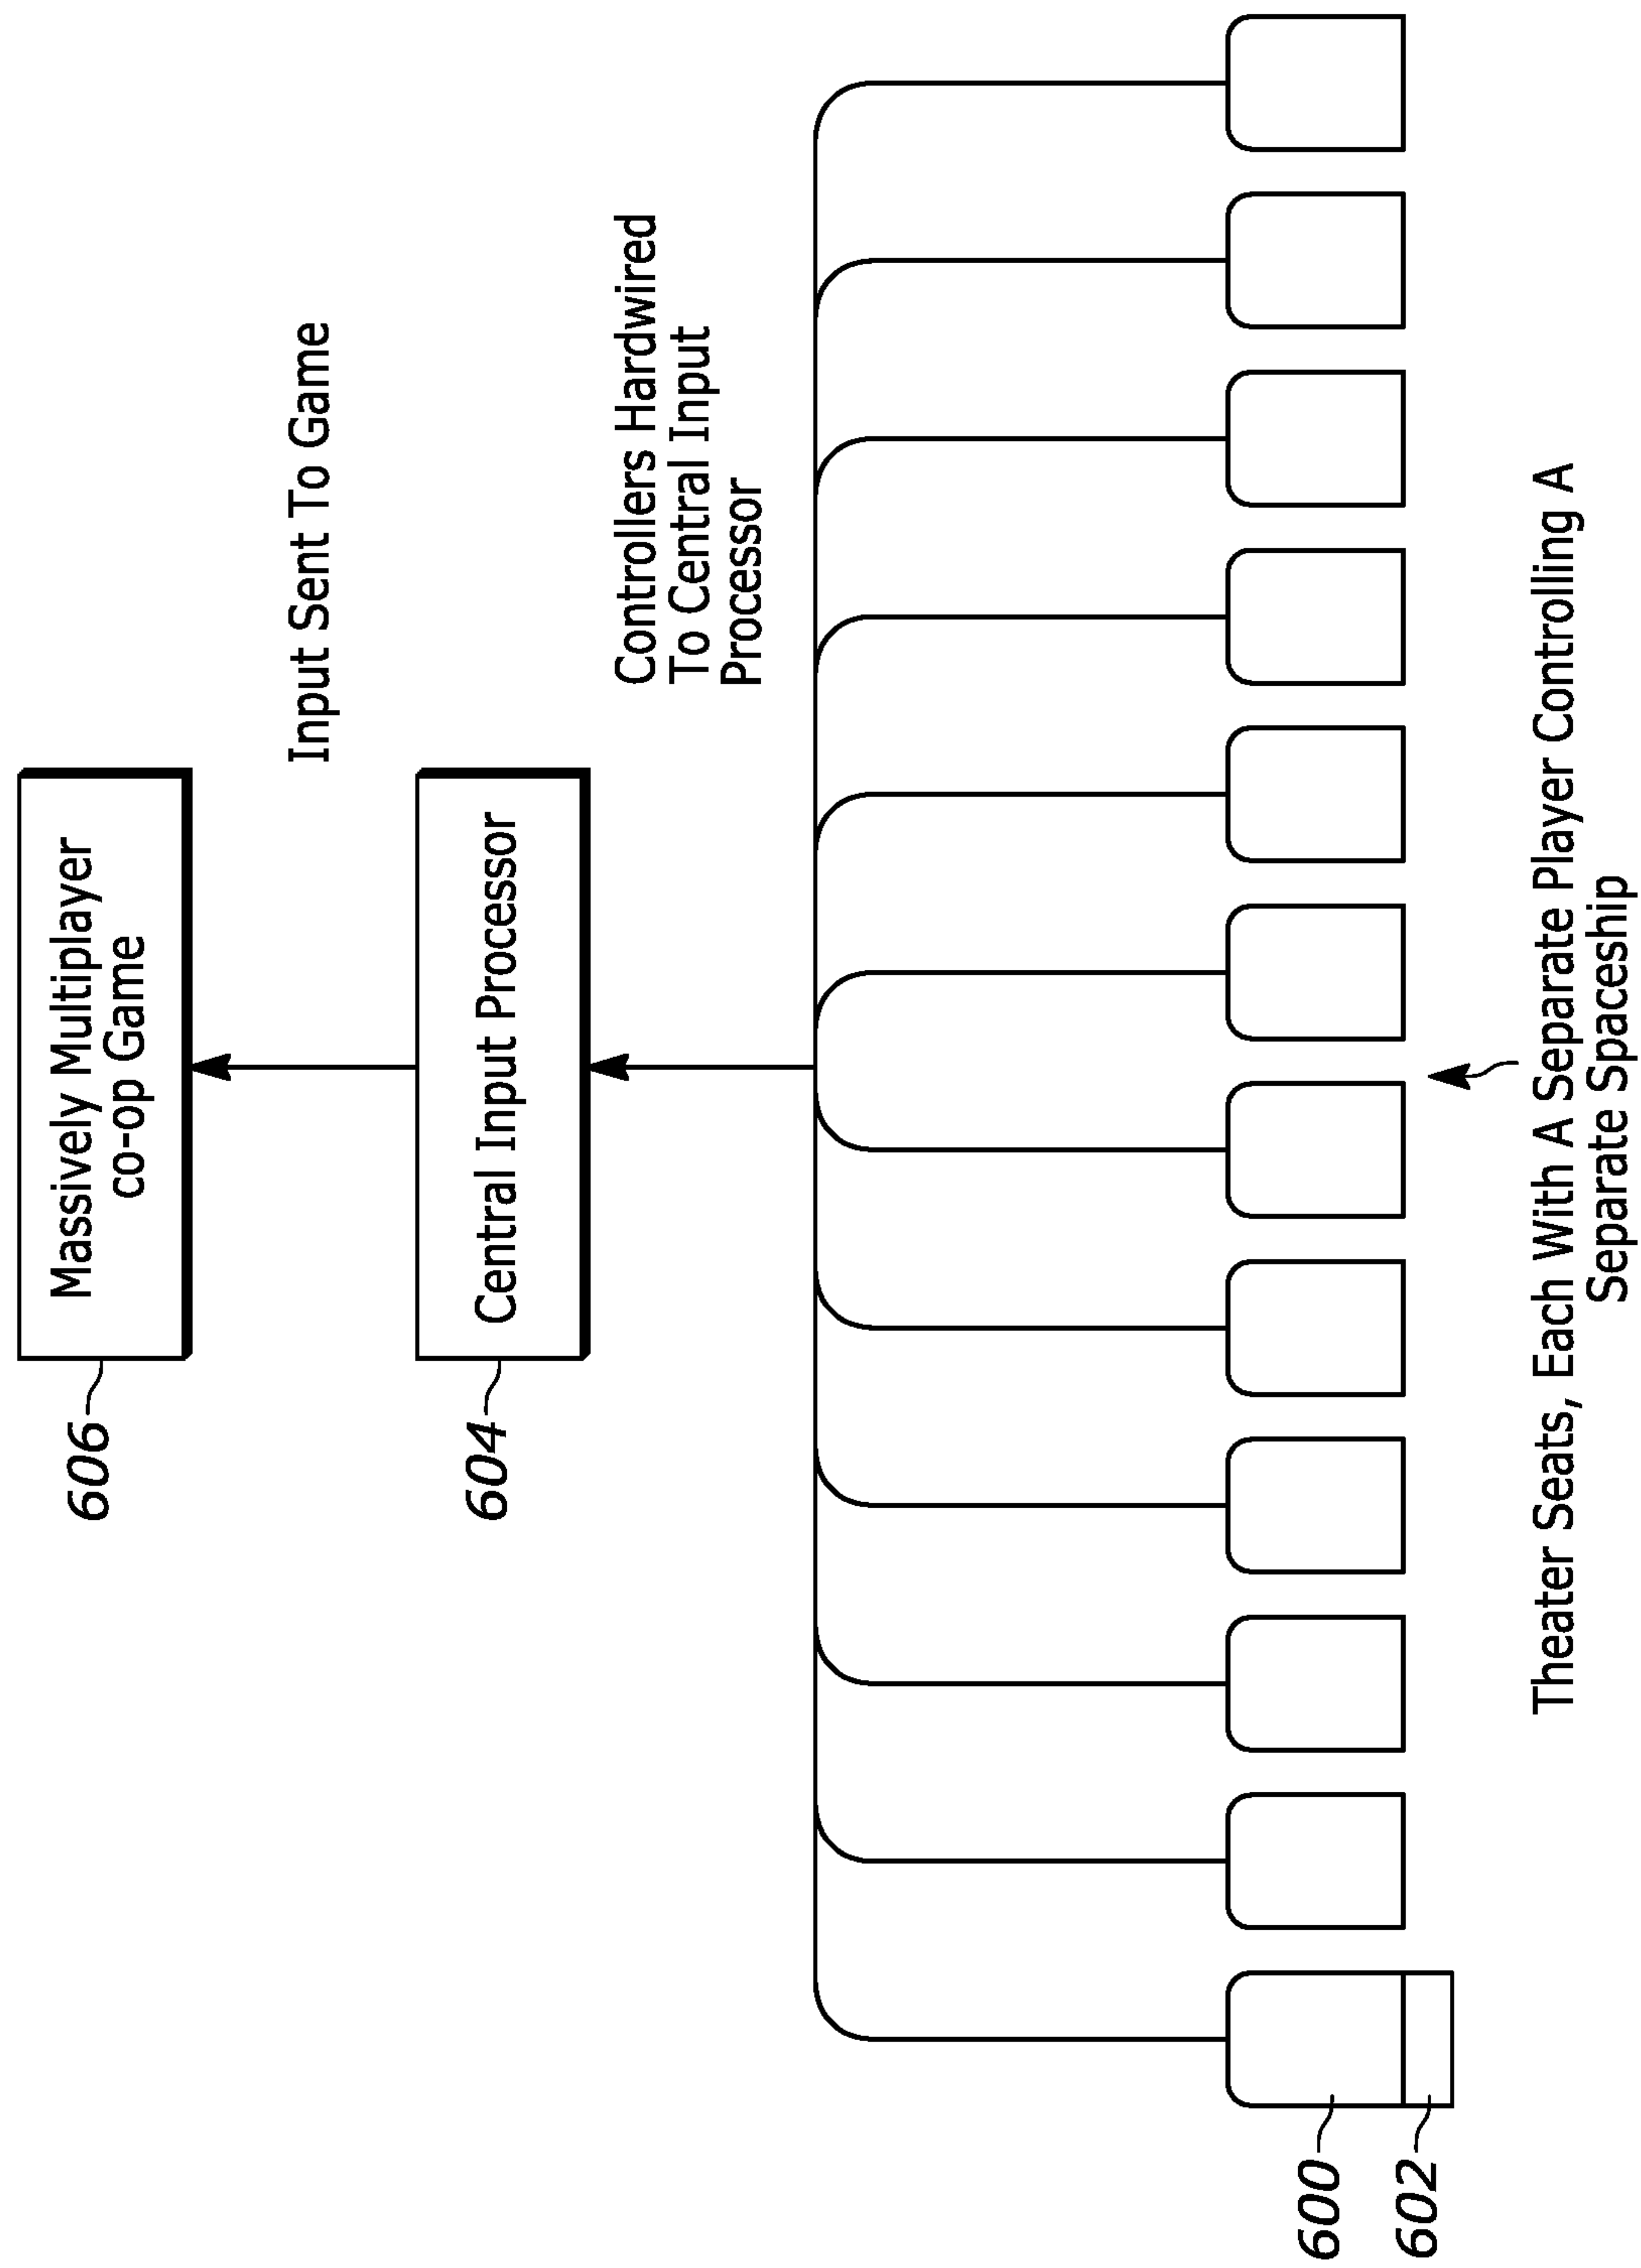 Massively Multiplayer
co-op Game
606
Input Sent To Game
Central Input Processor
604
Controllers Hardwired
To Central Input
Processor
600
602
Theater Seats, Each With A Separate Player Controlling A
Separate Spaceship